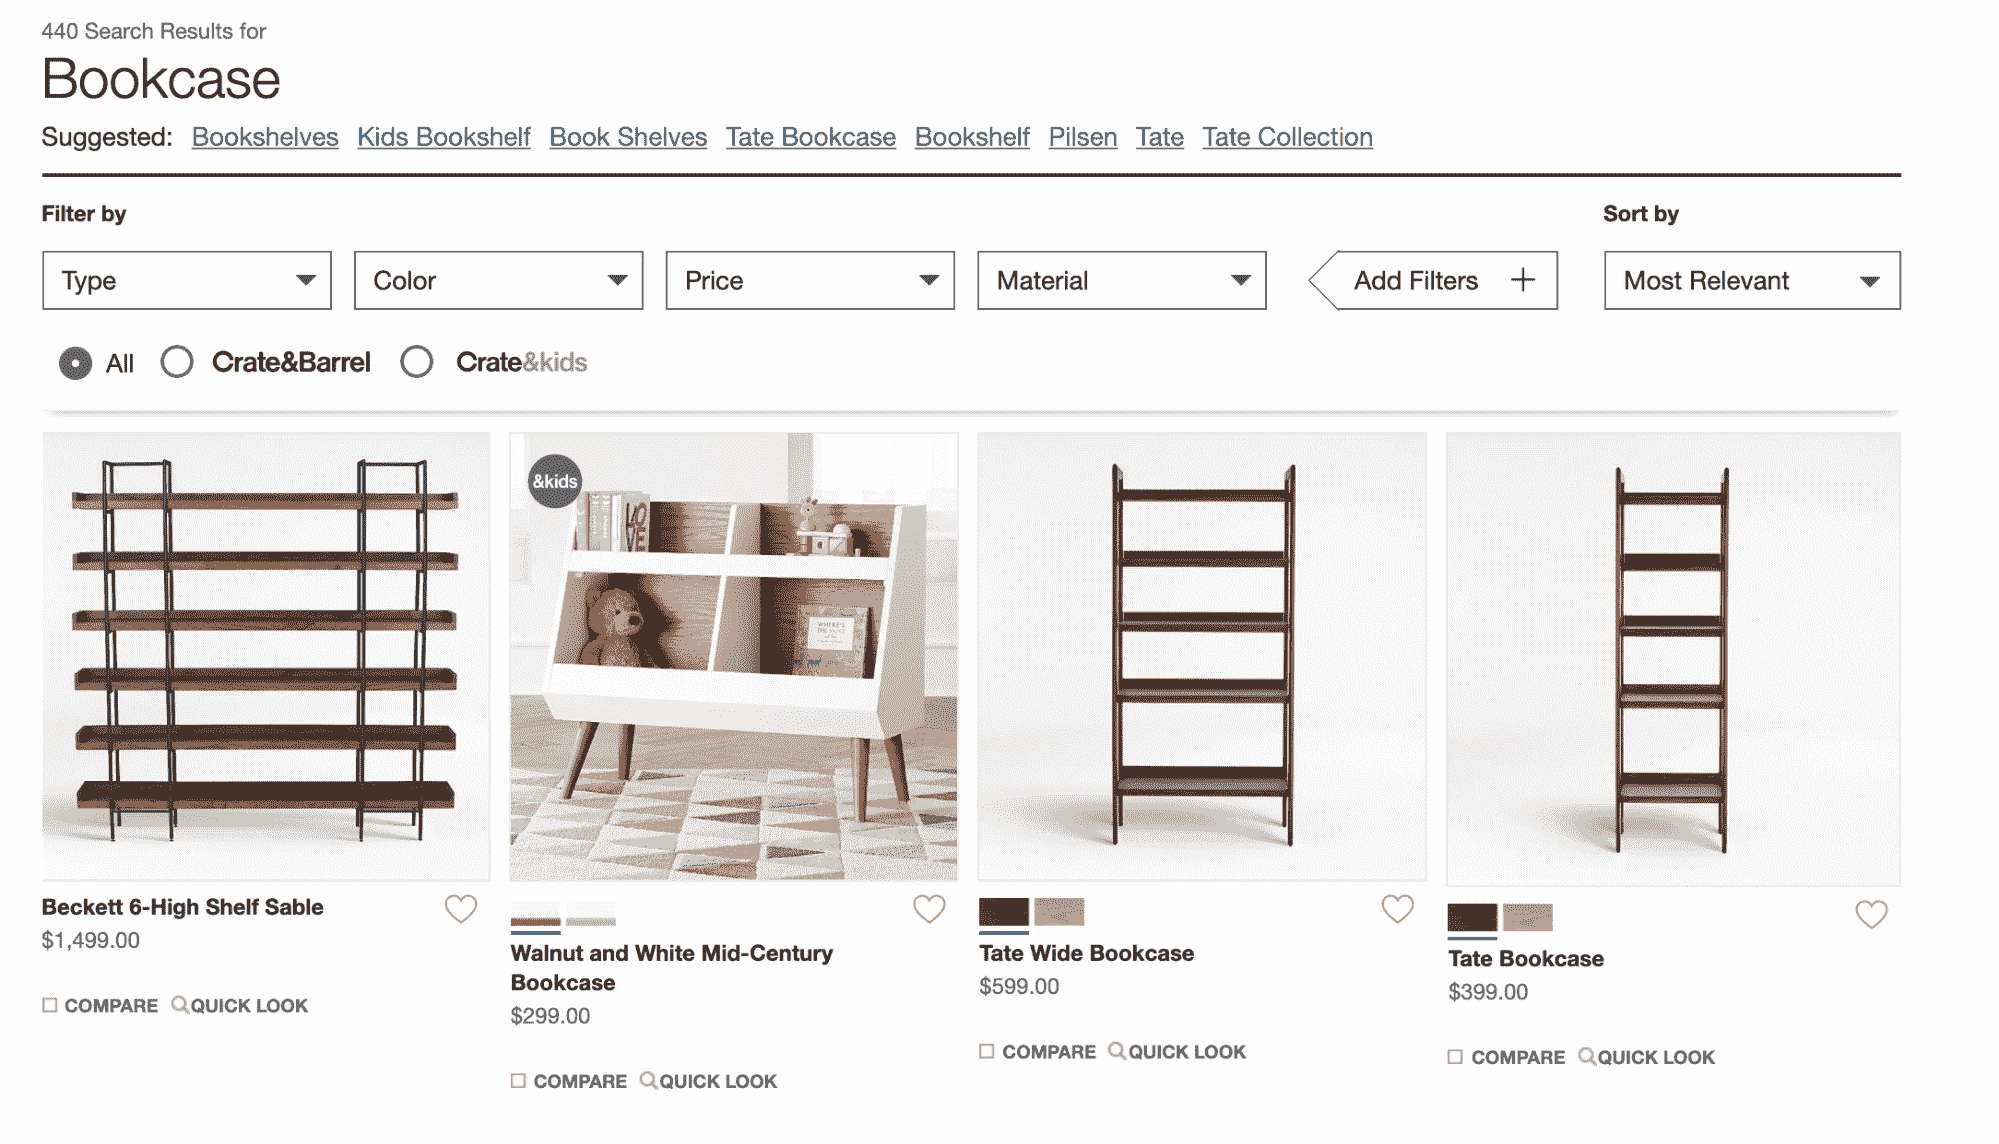 440 Search Results for
Bookcase
Suggested: Bookshelves Kids Bookshelf Book Shelves Tate Bookcase Bookshelf Pilsen Tate Tate Collection
Filter by
Sort by
Type
Color
Price
Material
Add Filters +
Most Relevant
All
Crate&Barrel
Crate&kids
&kids
LOVE
WHERE'S
THE
Beckett 6-High Shelf Sable
$1,499.00
COMPARE QUICK LOOK
Walnut and White Mid-Century
Bookcase
$299.00
COMPARE QUICK LOOK
Tate Wide Bookcase
$599.00
COMPARE QUICK LOOK
Tate Bookcase
$399.00
COMPARE QUICK LOOK